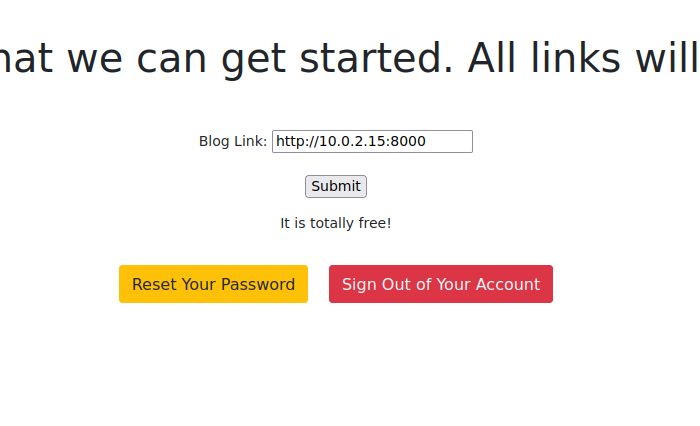 hat we can get started. All links will
Blog Link: http://10.0.2.15:8000
Submit
It is totally free!
Reset Your Password Sign Out of Your Account